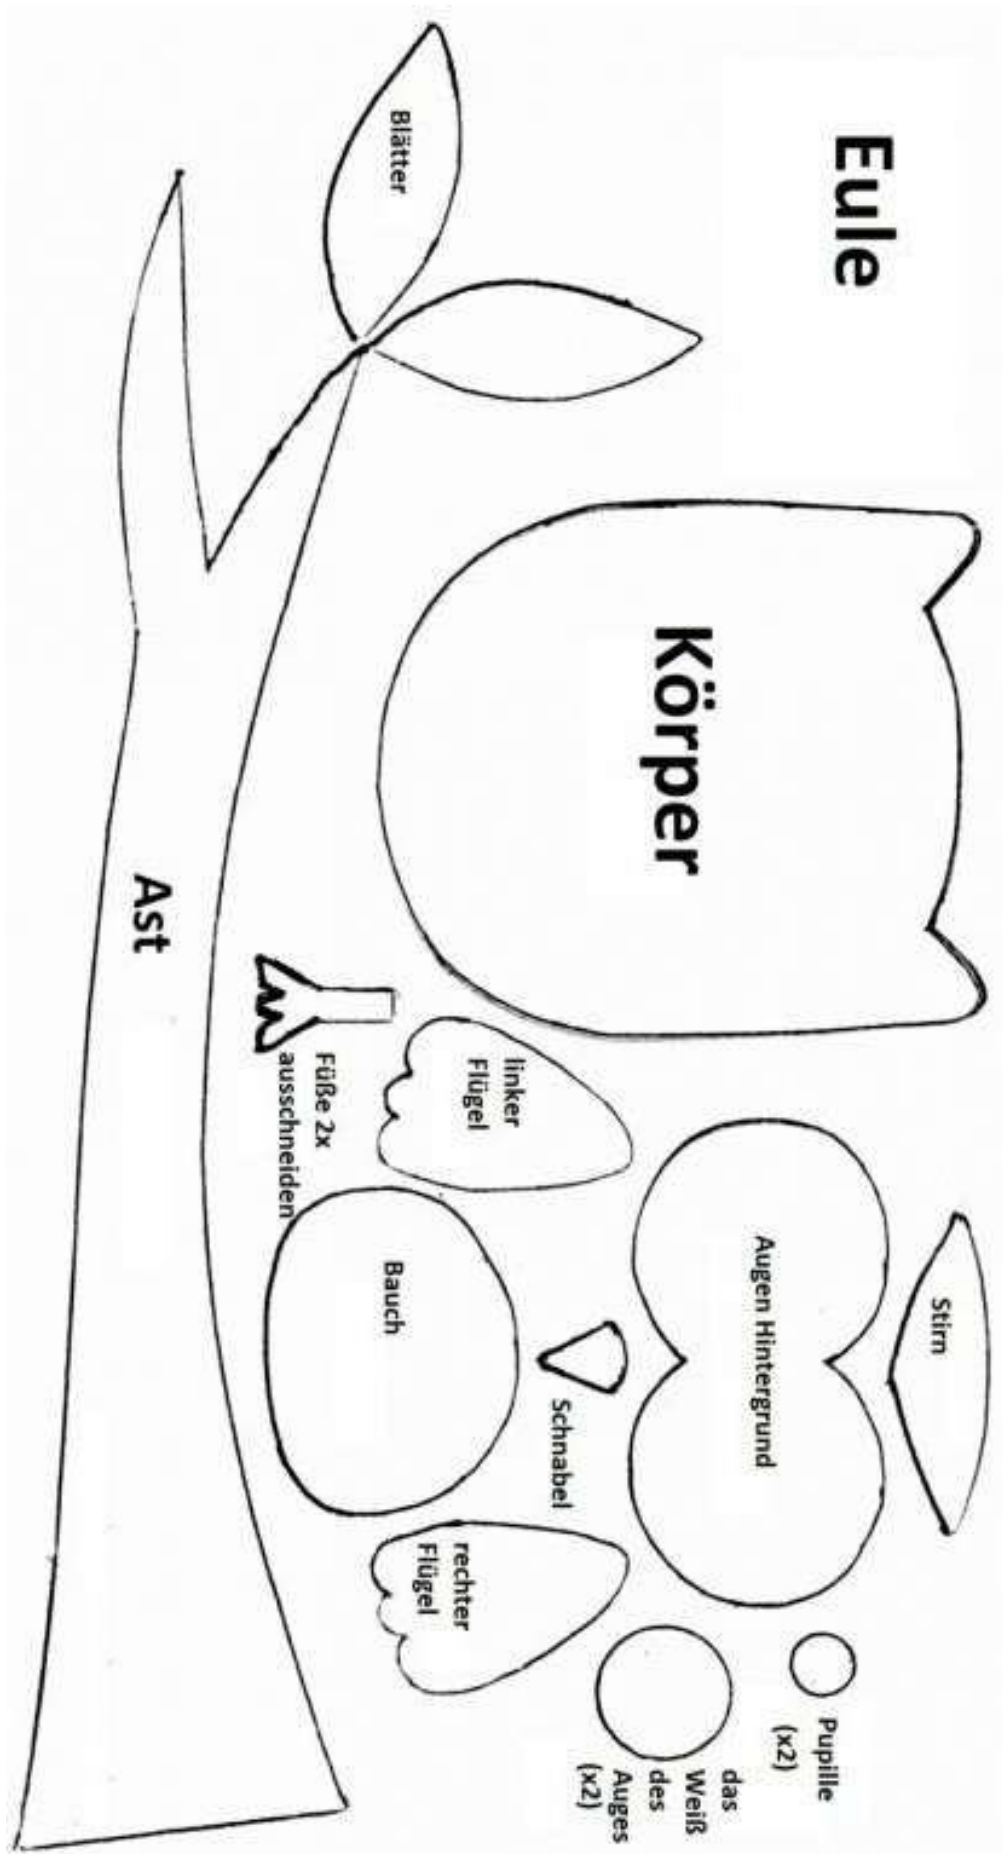 Eule
Blätter
Körper
Ast
Füße 2x
ausschneiden
linker
Flügel
Bauch
Schnabel
Augen Hintergrund
Stirn
rechter
Flügel
Pupille
(x2)
das
Weiß
des
Auges
(x2)